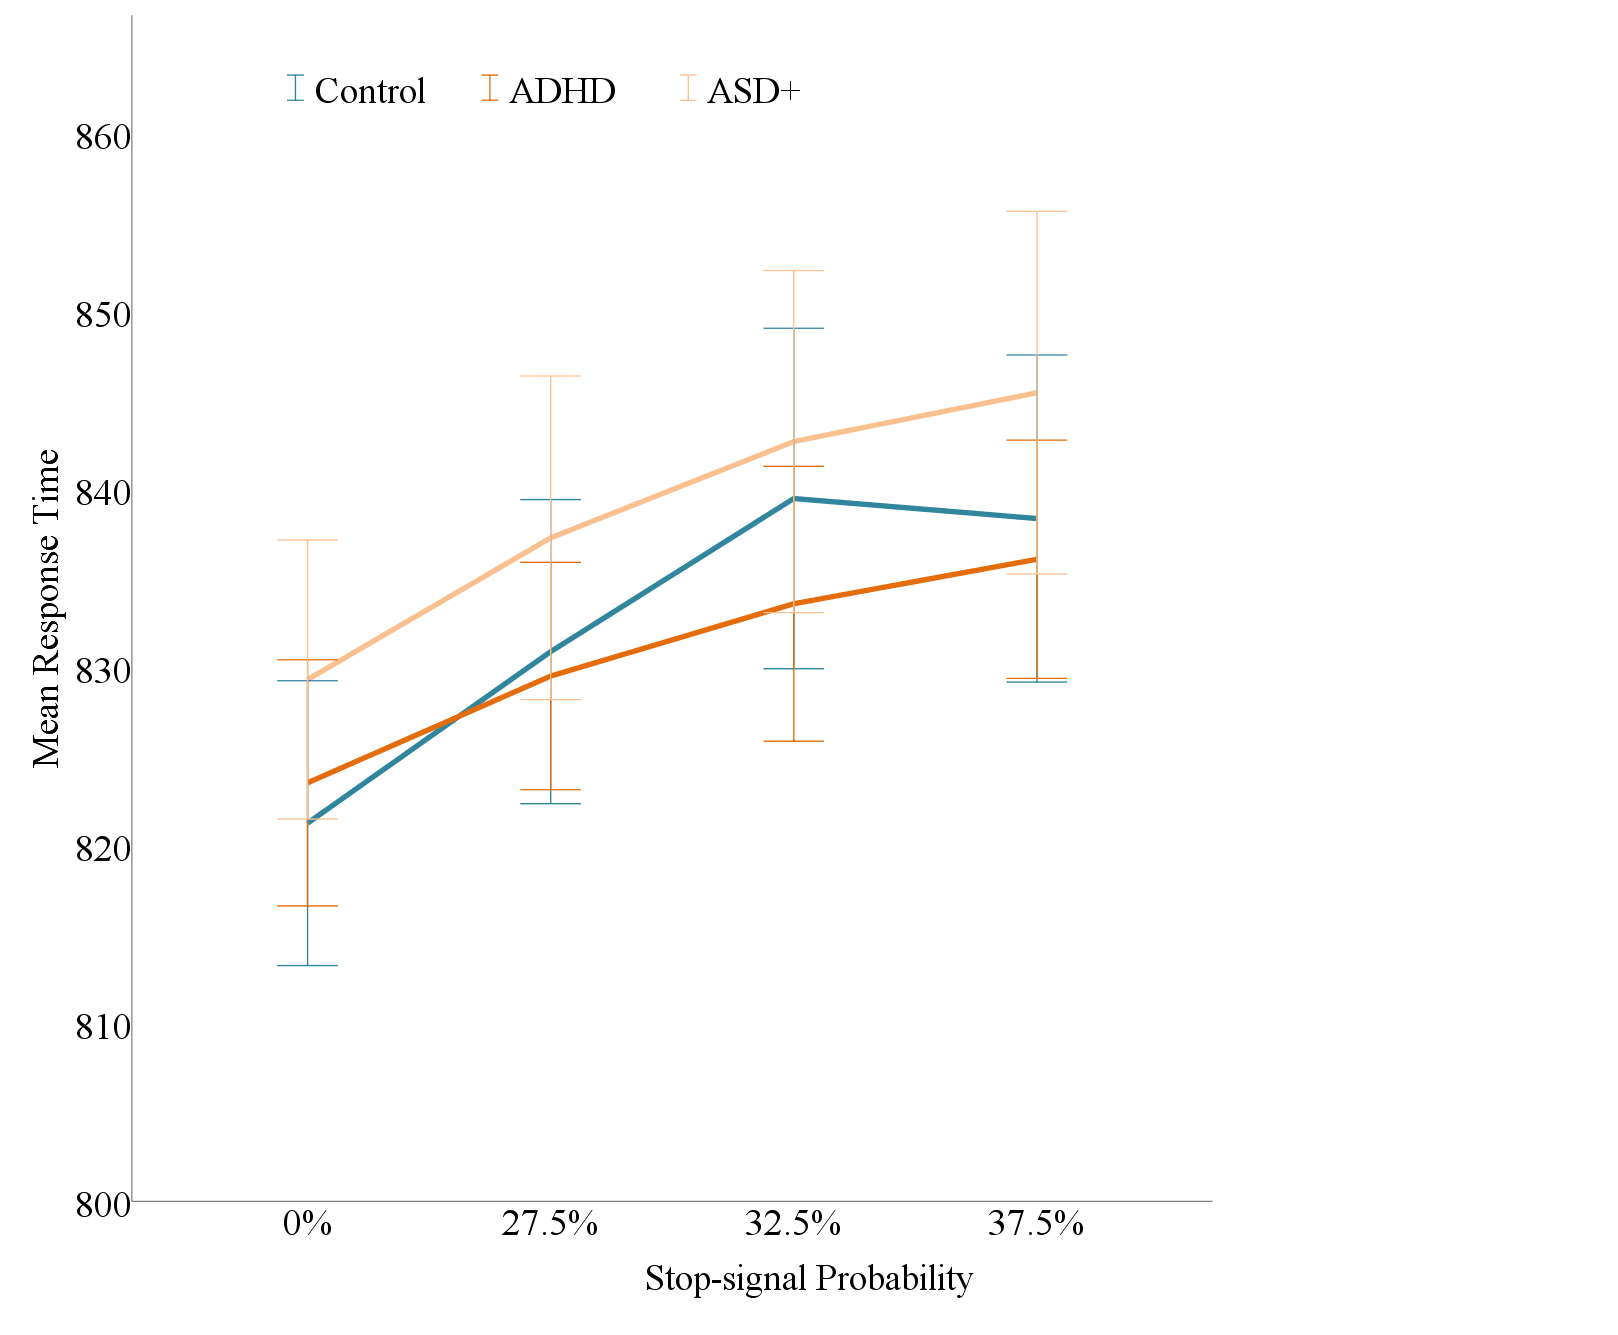 Control ADHD ASD+
860
850
840
830
820
810
800
Mean Response Time
0% 27.5% 32.5% 37.5%
Stop-signal Probability